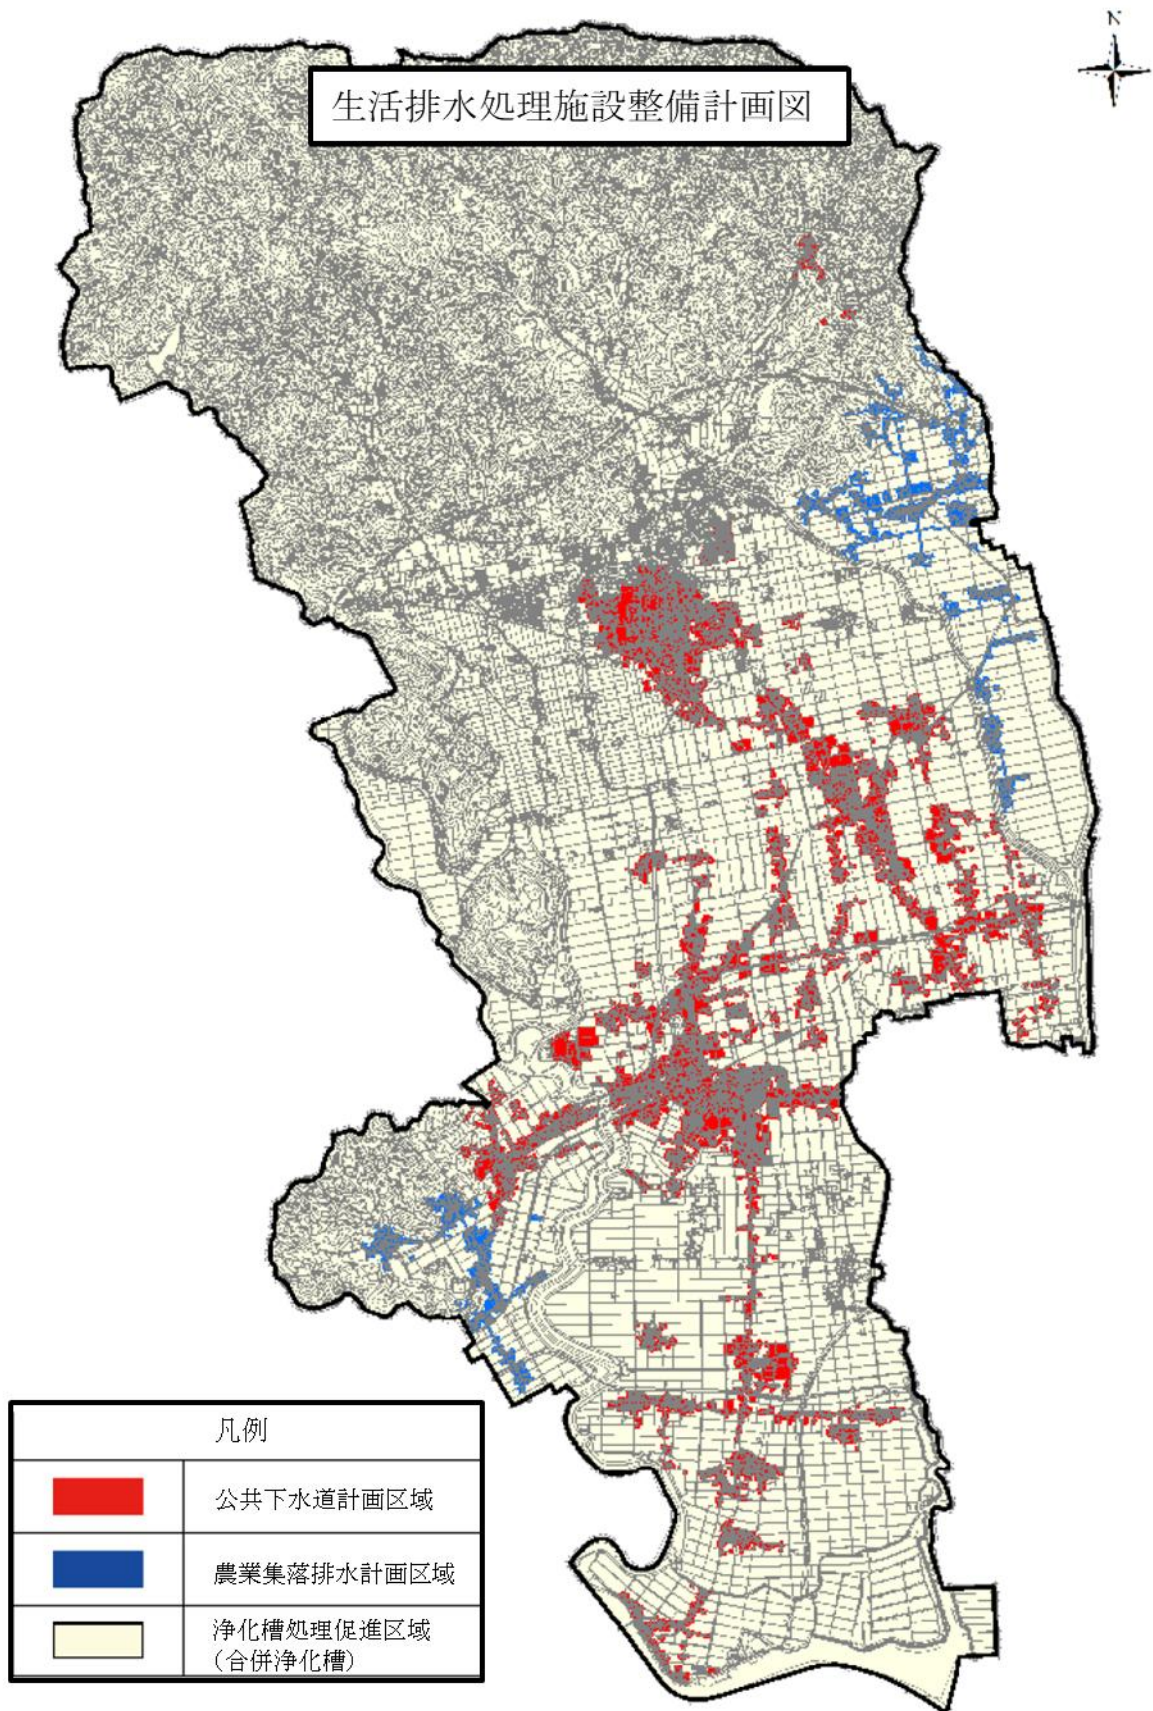 N
生活排水処理施設整備計画図
凡例
公共下水道計画区域
農業集落排水計画区域
浄化槽処理促進区域
(合併浄化槽)